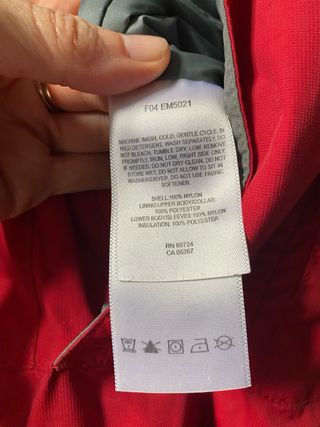 F04 EM5021
MACHINE WASH, COLD, GENTLE CYCLE, IN
MILD DETERGENT. WASH SEPARATELY, DO
NOT BLEACH. TUMBLE DRY, LOW, REMOVE
PROMPTLY, IRON, LOW, RIGHT SIDE ONLY,
IF NEEDED. DO NOT DRY CLEAN. DO NOT
STORE WET, DO NOT ALLOW TO SIT IN
WASHER/DRYER. DO NOT USE FABRIC
SOFTENER.
SHELL:100% NYLON
LINING:UPPER BODY/COLLAR:
100% POLYESTER
LOWER BODY/SLEEVES:100% NYLON
INSULATION:100% POLYESTER
RN 69724
CA 05367